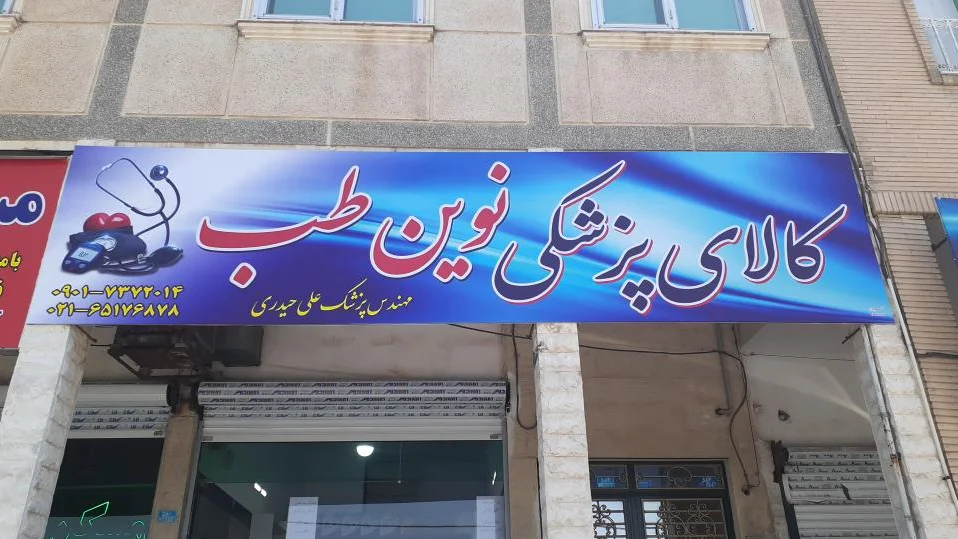 کالای پزشکی نوین طب
مهندس پزشک علی حیدری
۰۹۰۱-۷۳۷۲۰۱۴
۰۲۱-۶۵۱۷۶۸۷۸